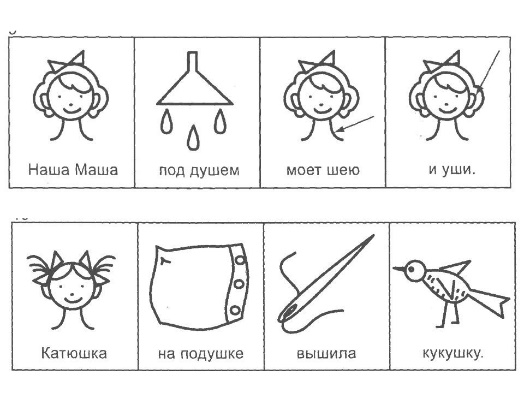 Наша Маша под душем моет шею и уши.
Катюшка на подушке вышила кукушку.